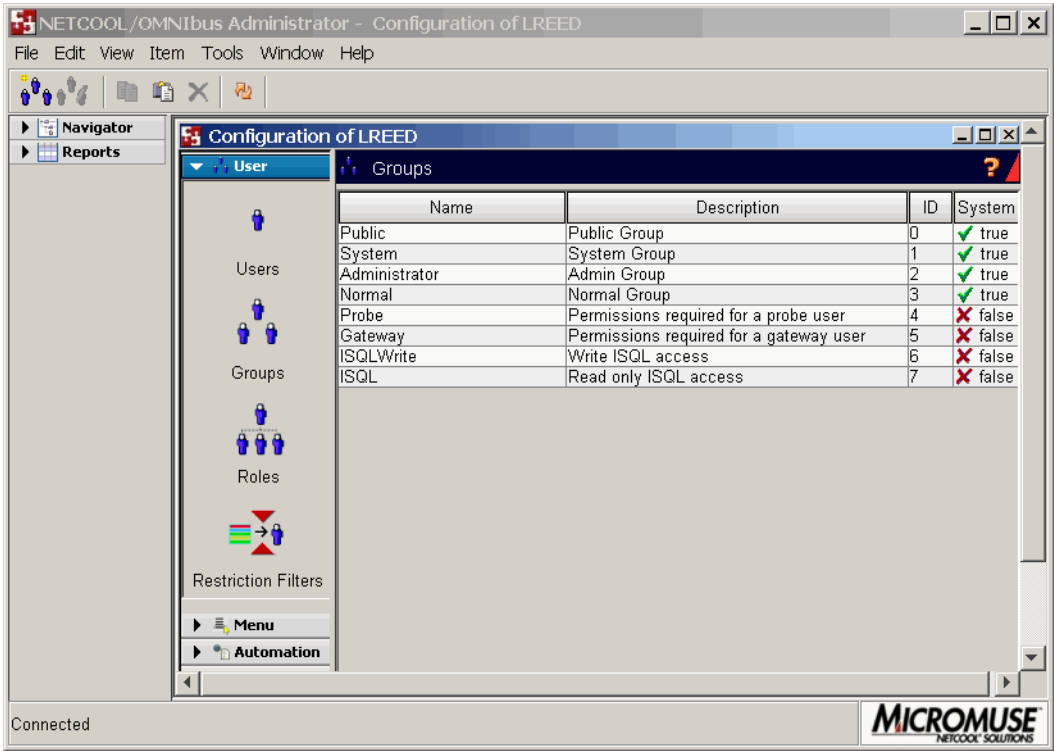 NETCOOL/OMNIbus Administrator - Configuration of LREED
File Edit View Item Tools Window Help
Navigator
Reports
Configuration of LREED
User
Groups
Users
Groups
Roles
Restriction Filters
Menu
Automation
Name Description ID System
Public Public Group 0 true
System System Group 1 true
Administrator Admin Group 2 true
Normal Normal Group 3 true
Probe Permissions required for a probe user 4 false
Gateway Permissions required for a gateway user 5 false
ISQLWrite Write ISQL access 6 false
ISQL Read only ISQL access 7 false
Connected
MICROMUSE
NETCOOL SOLUTIONS